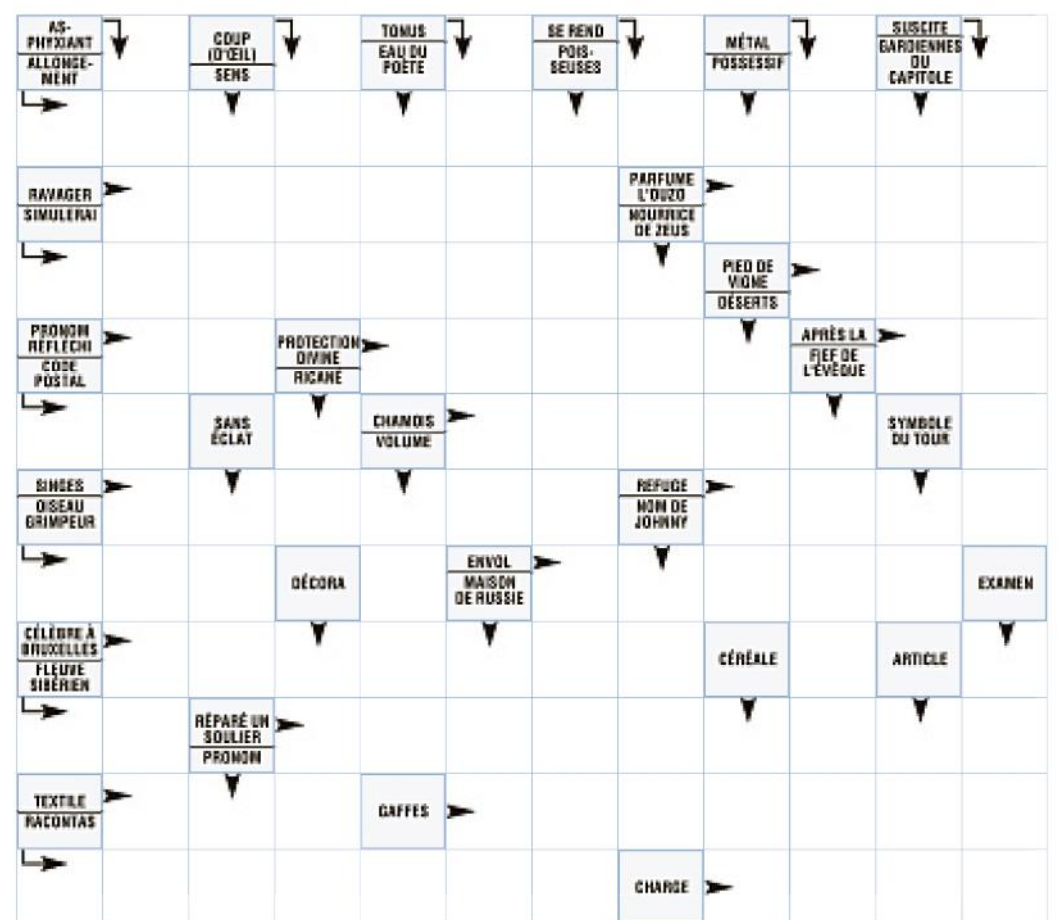 AS-
PHYXIANT
ALLONGE-
MENT
COUP
(D'ŒIL)
SENS
TONUS
EAU DU
POÈTE
SE REND
POIS-
SEUSES
MÉTAL
POSSESSIF
SUSCITE
GARDIENNES
DU
CAPITOLE
RAVAGER
SIMULERAI
PARFUME
L'OUZO
NOURRICE
DE ZEUS
PIED DE
VIGNE
DÉSERTS
PRONOM
RÉFLÉCHI
CODE
POSTAL
PROTECTION
DIVINE
RICANE
APRÈS LA
FIEF DE
L'ÉVÊQUE
SANS
ÉCLAT
CHAMOIS
VOLUME
SYMBOLE
DU TOUR
SINGES
OISEAU
GRIMPEUR
REFUGE
NOM DE
JOHNNY
DÉCORA
ENVOL
MAISON
DE RUSSIE
EXAMEN
CÉLÈBRE À
BRUXELLES
FLEUVE
SIBÉRIEN
CÉRÉALE
ARTICLE
RÉPARÉ UN
SOULIER
PRONOM
TEXTILE
RACONTAS
GAFFES
CHARGE